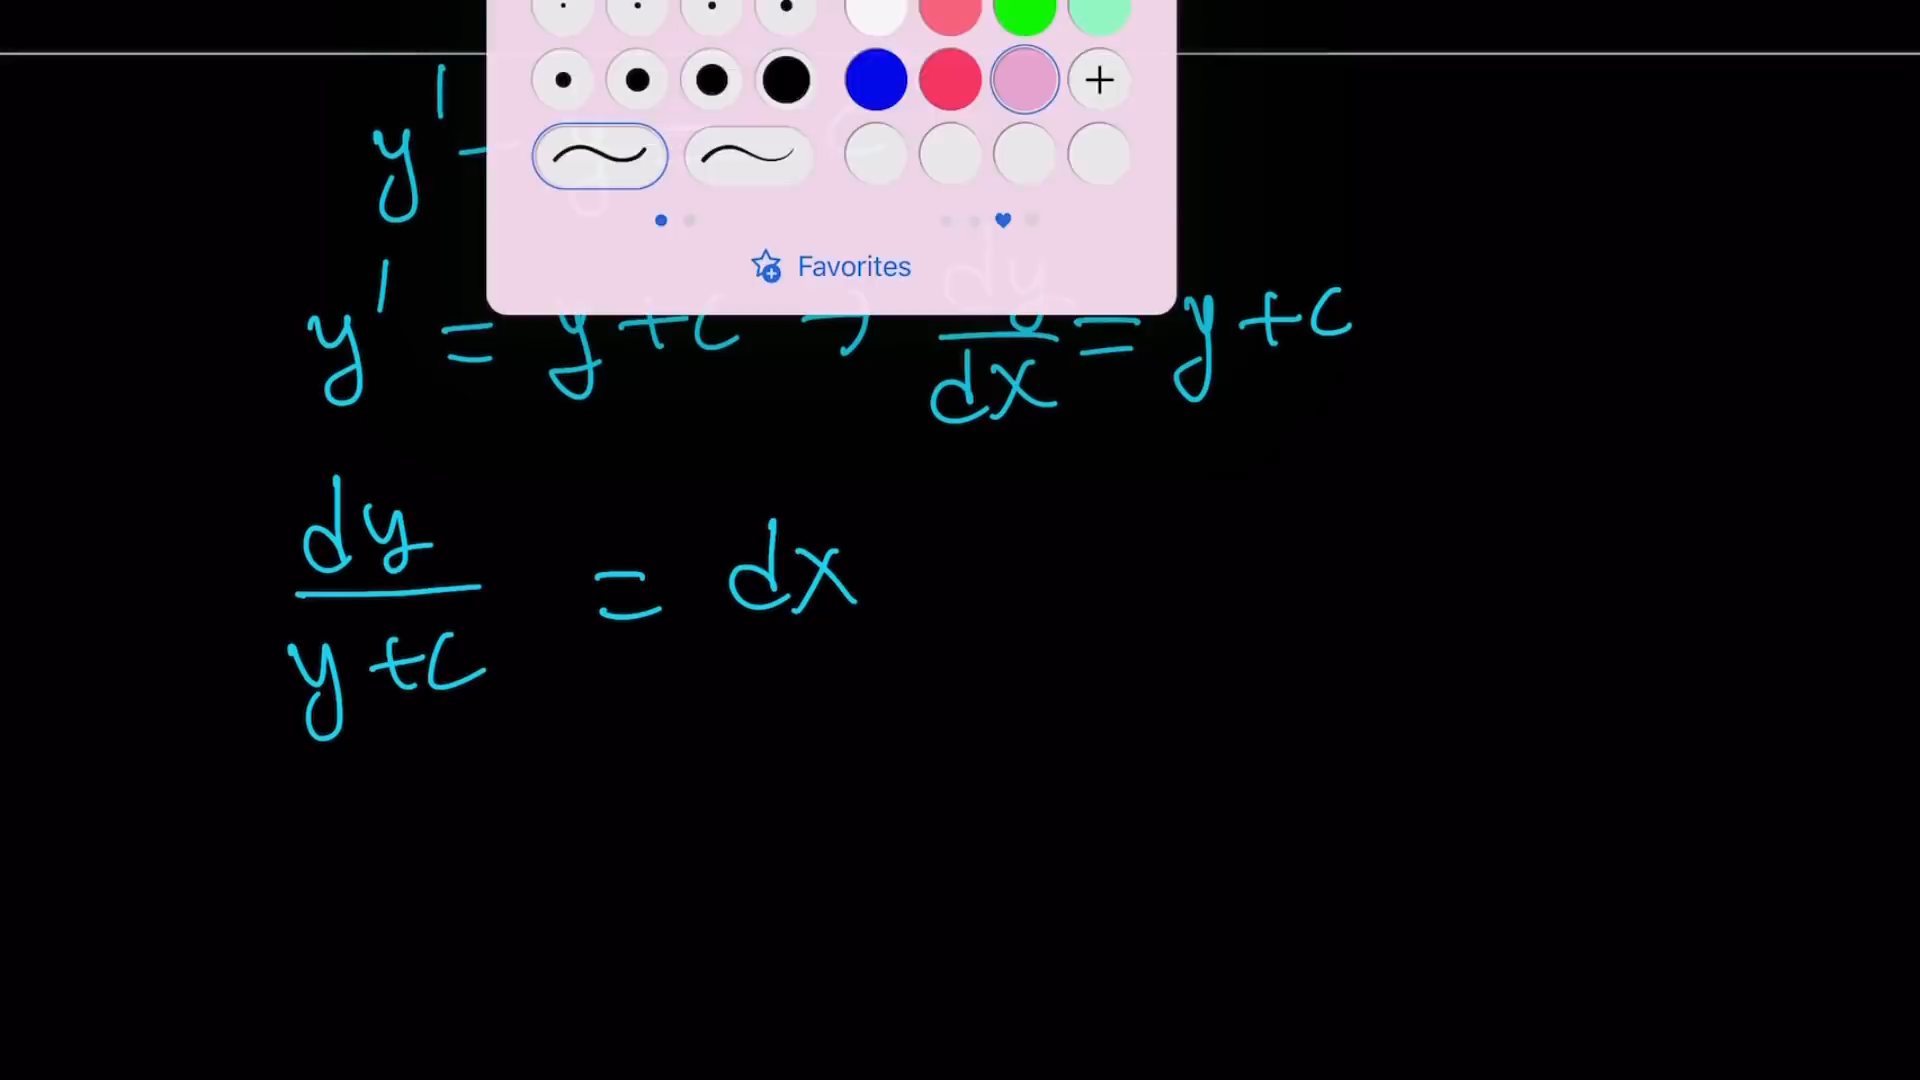 y' - y = c
Favorites
y' = y + c → dy/dx = y + c
dy/y + c = dx